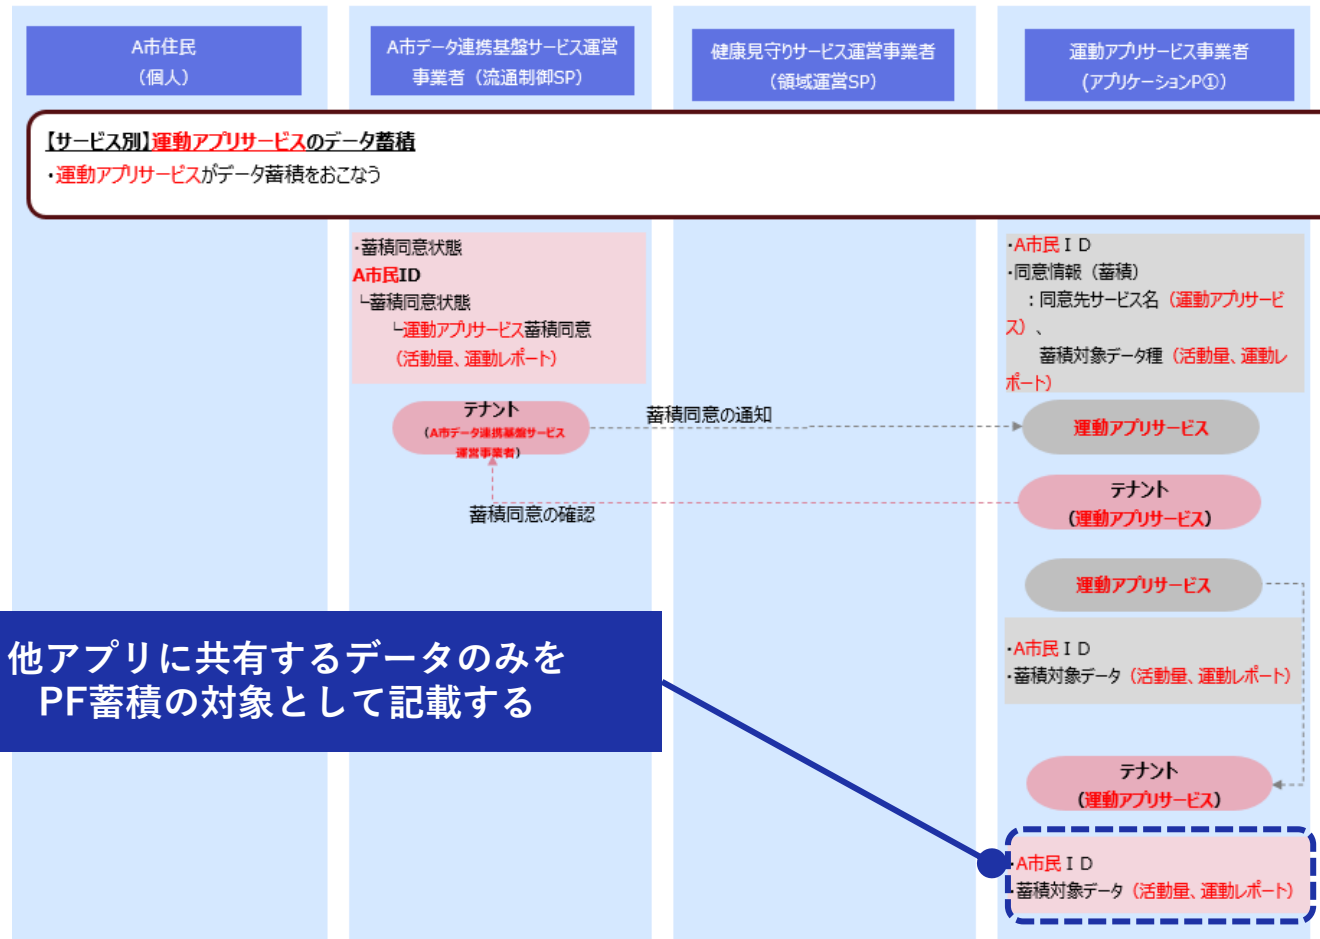 A市住民
（個人）
A市データ連携基盤サービス運営
事業者（流通制御SP）
健康見守りサービス運営事業者
（領域運営SP）
運動アプリサービス事業者
(アプリケーションP①）
【サービス別】運動アプリサービスのデータ蓄積
・運動アプリサービスがデータ蓄積をおこなう
・蓄積同意状態
A市民ID
└蓄積同意状態
└運動アプリサービス蓄積同意
（活動量、運動レポート）
・A市民ＩＤ
・同意情報（蓄積）
：同意先サービス名（運動アプリサービ
ス）、
蓄積対象データ種（活動量、運動レ
ポート）
テナント
（A市データ連携基盤サービス
運営事業者）
蓄積同意の通知
運動アプリサービス
テナント
（運動アプリサービス）
蓄積同意の確認
運動アプリサービス
他アプリに共有するデータのみを
PF蓄積の対象として記載する
・A市民ＩＤ
・蓄積対象データ（活動量、運動レポート）
テナント
（運動アプリサービス）
・A市民ＩＤ
・蓄積対象データ（活動量、運動レポート）